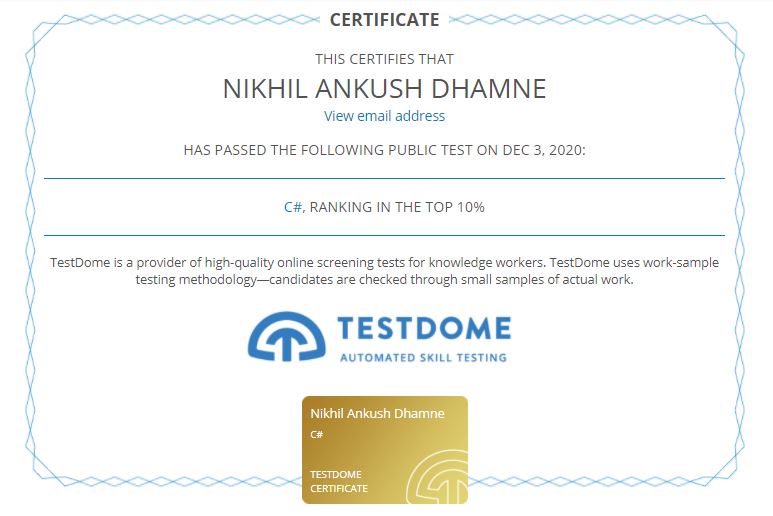 CERTIFICATE
THIS CERTIFIES THAT
NIKHIL ANKUSH DHAMNE
View email address
HAS PASSED THE FOLLOWING PUBLIC TEST ON DEC 3, 2020:
C#, RANKING IN THE TOP 10%
TestDome is a provider of high-quality online screening tests for knowledge workers. TestDome uses work-sample
testing methodology—candidates are checked through small samples of actual work.
TESTDOME
AUTOMATED SKILL TESTING
Nikhil Ankush Dhamne
C#
TESTDOME
CERTIFICATE